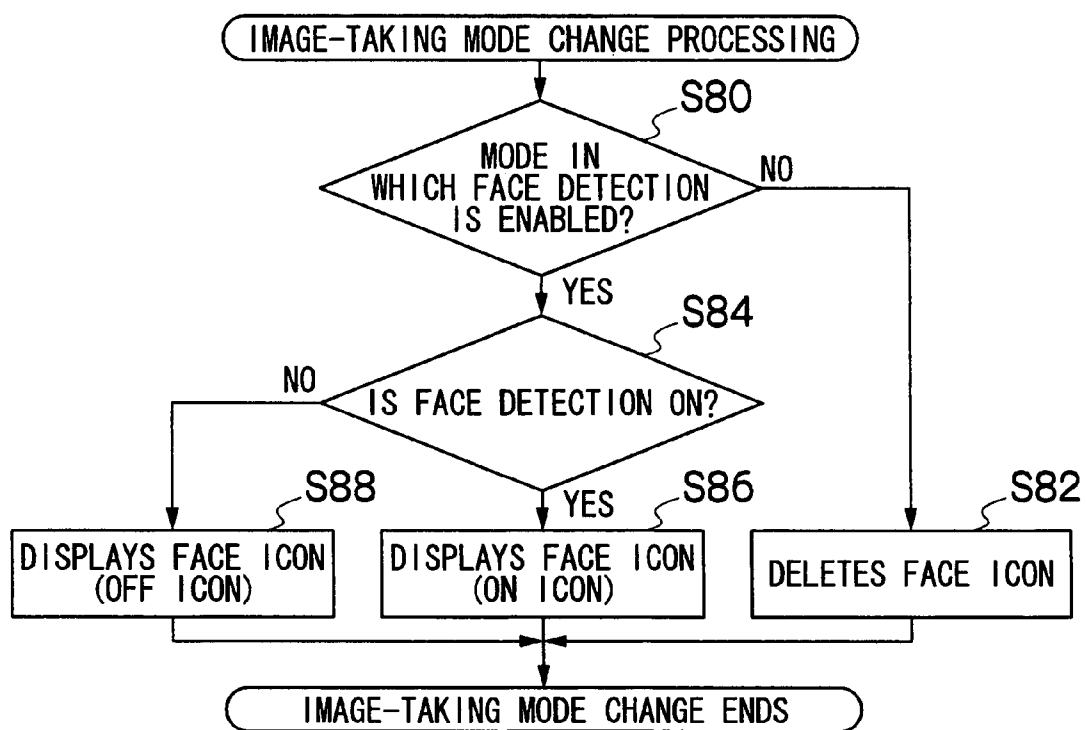 IMAGE-TAKING MODE CHANGE PROCESSING
S80
MODE IN
WHICH FACE DETECTION
IS ENABLED?
NO
YES
S84
IS FACE DETECTION ON?
NO
YES
S88
DISPLAYS FACE ICON
(OFF ICON)
S86
DISPLAYS FACE ICON
(ON ICON)
S82
DELETES FACE ICON
IMAGE-TAKING MODE CHANGE ENDS